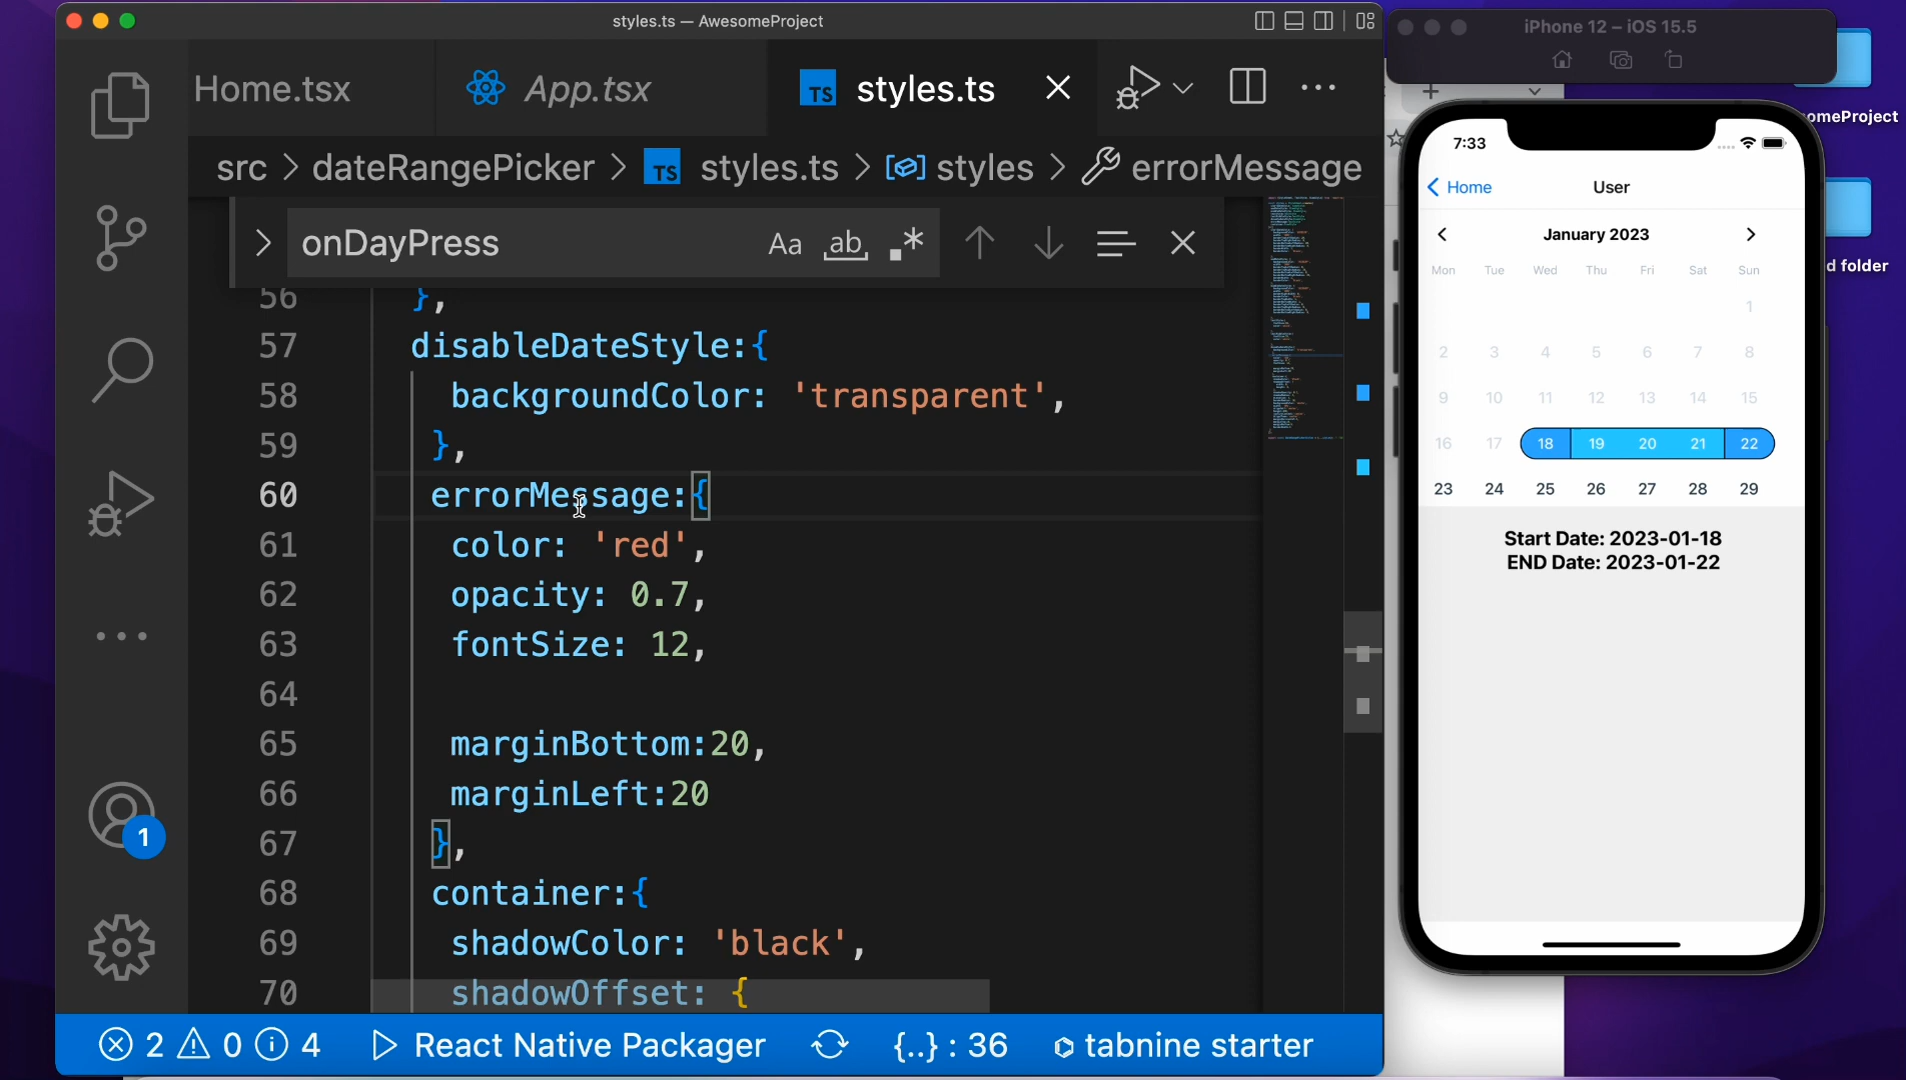 styles.ts — AwesomeProject
Home.tsx
App.tsx
TS styles.ts
src > dateRangePicker > TS styles.ts > styles > errorMessage
onDayPress
Aa ab
56 },
57 disableDateStyle:{
58 backgroundColor: 'transparent',
59 },
60 errorMessage:{
61 color: 'red',
62 opacity: 0.7,
63 fontSize: 12,
64
65 marginBottom:20,
66 marginLeft:20
67 },
68 container:{
69 shadowColor: 'black',
70 shadowOffset: {
1
2 0 4 React Native Packager {..} : 36 tabnine starter
iPhone 12 – iOS 15.5
omeProject
d folder
7:33
Home User
January 2023
Mon Tue Wed Thu Fri Sat Sun
1
2 3 4 5 6 7 8
9 10 11 12 13 14 15
16 17 18 19 20 21 22
23 24 25 26 27 28 29
Start Date: 2023-01-18
END Date: 2023-01-22